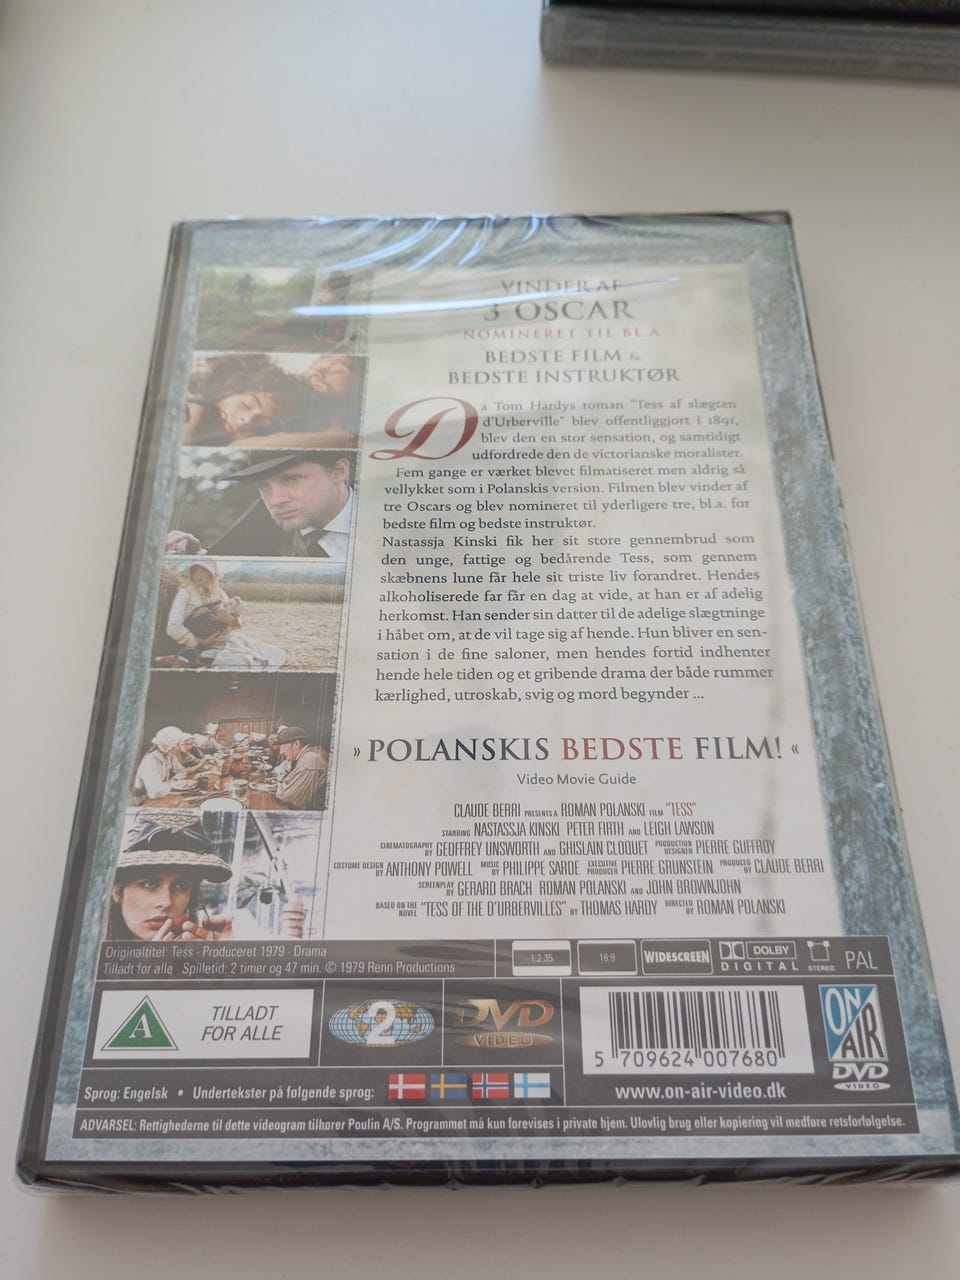 VINDER AF
3 OSCAR
NOMINERET TIL BL.A
BEDSTE FILM &
BEDSTE INSTRUKTØR
Da Tom Hardys roman "Tess af slægten
d'Urberville" blev offentliggjort i 1891,
blev den en stor sensation, og samtidigt
udfordrede den de victorianske moralister.
Fem gange er værket blevet filmatiseret men aldrig så
vellykket som i Polanskis version. Filmen blev vinder af
tre Oscars og blev nomineret til yderligere tre, bl.a. for
bedste film og bedste instruktør.
Nastassja Kinski fik her sit store gennembrud som
den unge, fattige og bedårende Tess, som gennem
skæbnens lune får hele sit triste liv forandret. Hendes
alkoholiserede far får en dag at vide, at han er af adelig
herkomst. Han sender sin datter til de adelige slægtninge
i håbet om, at de vil tage sig af hende. Hun bliver en sen-
sation i de fine saloner, men hendes fortid indhenter
hende hele tiden og et gribende drama der både rummer
kærlighed, utroskab, svig og mord begynder ...
» POLANSKIS BEDSTE FILM! «
Video Movie Guide
CLAUDE BERRI PRESENTS A ROMAN POLANSKI FILM "TESS"
STARRING NASTASSJA KINSKI PETER FIRTH AND LEIGH LAWSON
CINEMATOGRAPHY BY GEOFFREY UNSWORTH AND GHISLAIN CLOQUET PRODUCTION DESIGNER PIERRE GUFFROY
COSTUME DESIGN BY ANTHONY POWELL MUSIC BY PHILIPPE SARDE EXECUTIVE PRODUCER PIERRE GRUNSTEIN PRODUCED BY CLAUDE BERRI
SCREENPLAY BY GERARD BRACH ROMAN POLANSKI AND JOHN BROWNJOHN
BASED ON THE NOVEL "TESS OF THE D'URBERVILLES" BY THOMAS HARDY DIRECTED BY ROMAN POLANSKI
Originaltitel: Tess · Produceret 1979 · Drama
Tilladt for alle · Spilletid: 2 timer og 47 min. © 1979 Renn Productions
1:2.35
16:9
WIDESCREEN
DOLBY
DIGITAL
STEREO
PAL
A
TILLADT
FOR ALLE
2
DVD
VIDEO
5 709624 007680
ON
AIR
DVD
VIDEO
Sprog: Engelsk • Undertekster på følgende sprog:
www.on-air-video.dk
ADVARSEL: Rettighederne til dette videogram tilhører Poulin A/S. Programmet må kun forevises i private hjem. Ulovlig brug eller kopiering vil medføre retsforfølgelse.